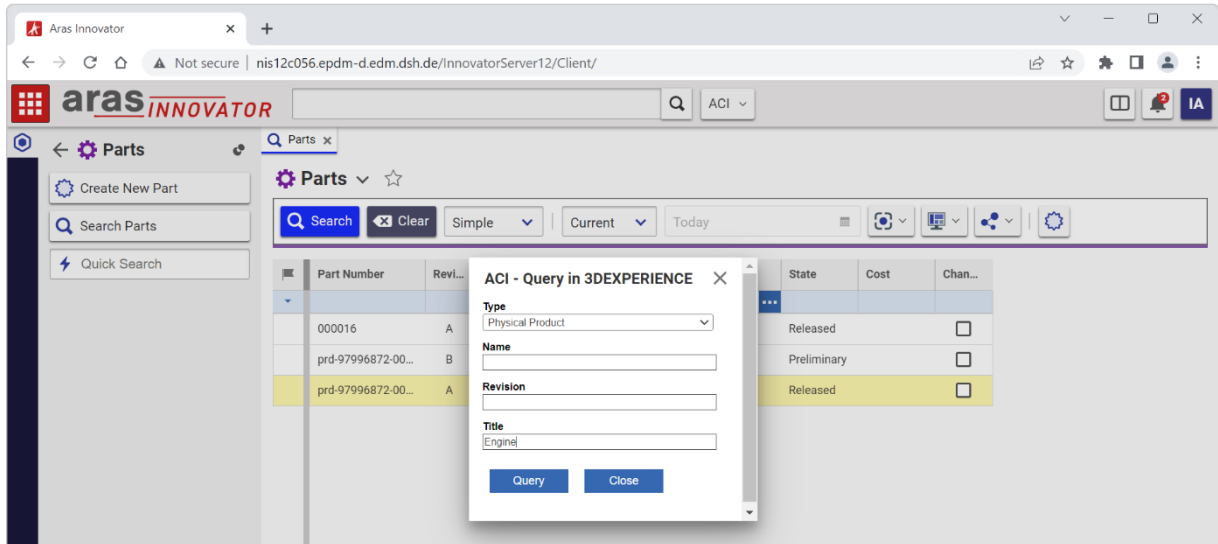 Aras Innovator
Not secure nis12c056.epdm-d.edm.dsh.de/InnovatorServer12/Client/
aras INNOVATOR
ACI
2
IA
Parts
Create New Part
Search Parts
Quick Search
Parts
Parts
Search Clear Simple Current Today
Part Number Revi... State Cost Chan...
...
000016 A Released
prd-97996872-00... B Preliminary
prd-97996872-00... A Released
ACI - Query in 3DEXPERIENCE
Type
Physical Product
Name
Revision
Title
Engine
Query Close